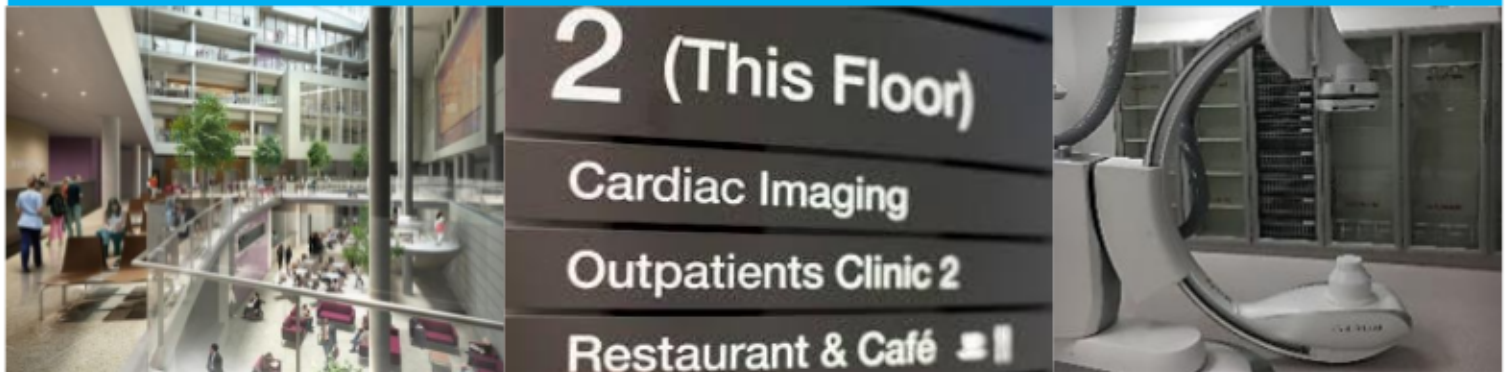 2 (This Floor)
Cardiac Imaging
Outpatients Clinic 2
Restaurant & Café